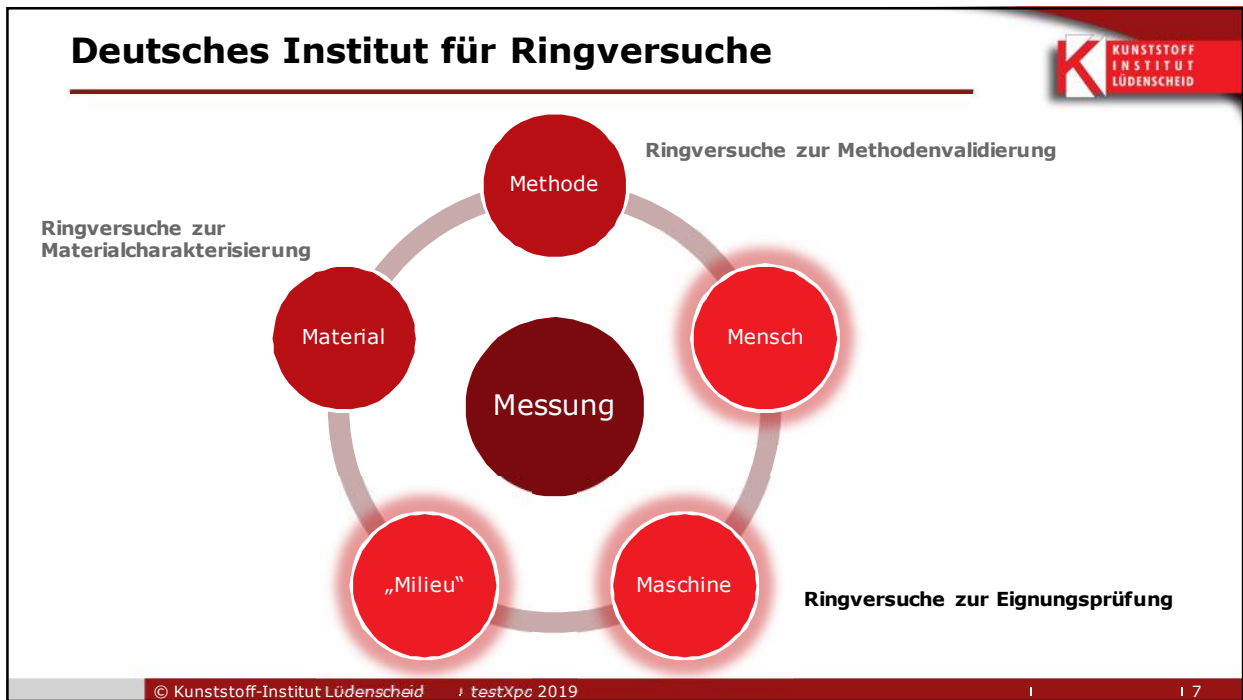 Deutsches Institut für Ringversuche
KUNSTSTOFF
INSTITUT
LÜDENSCHEID
Ringversuche zur Methodenvalidierung
Methode
Ringversuche zur
Materialcharakterisierung
Material
Mensch
Messung
„Milieu“
Maschine
Ringversuche zur Eignungsprüfung
© Kunststoff-Institut Lüdenscheid testXpo 2019
7